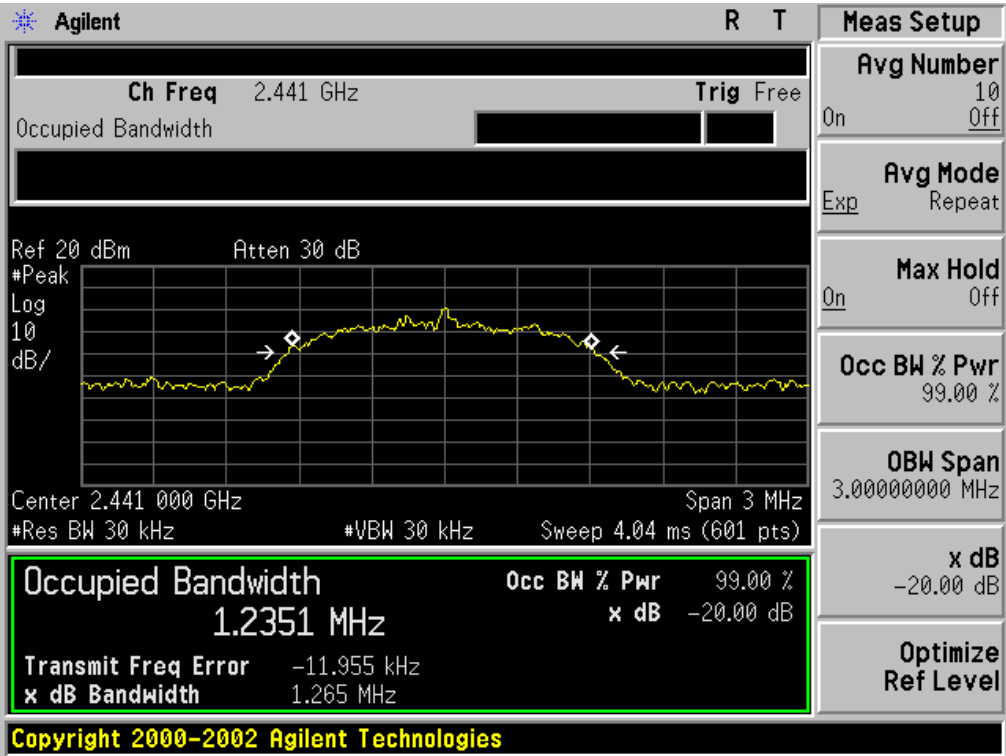 Agilent R T
Meas Setup
Ch Freq 2.441 GHz Trig Free
Occupied Bandwidth
Ref 20 dBm Atten 30 dB
#Peak
Log
10
dB/
Center 2.441 000 GHz Span 3 MHz
#Res BW 30 kHz #VBW 30 kHz Sweep 4.04 ms (601 pts)
Occupied Bandwidth Occ BW % Pwr 99.00 %
1.2351 MHz x dB -20.00 dB
Transmit Freq Error -11.955 kHz
x dB Bandwidth 1.265 MHz
Avg Number
10
On Off
Avg Mode
Exp Repeat
Max Hold
On Off
Occ BW % Pwr
99.00 %
OBW Span
3.00000000 MHz
x dB
-20.00 dB
Optimize
Ref Level
Copyright 2000-2002 Agilent Technologies